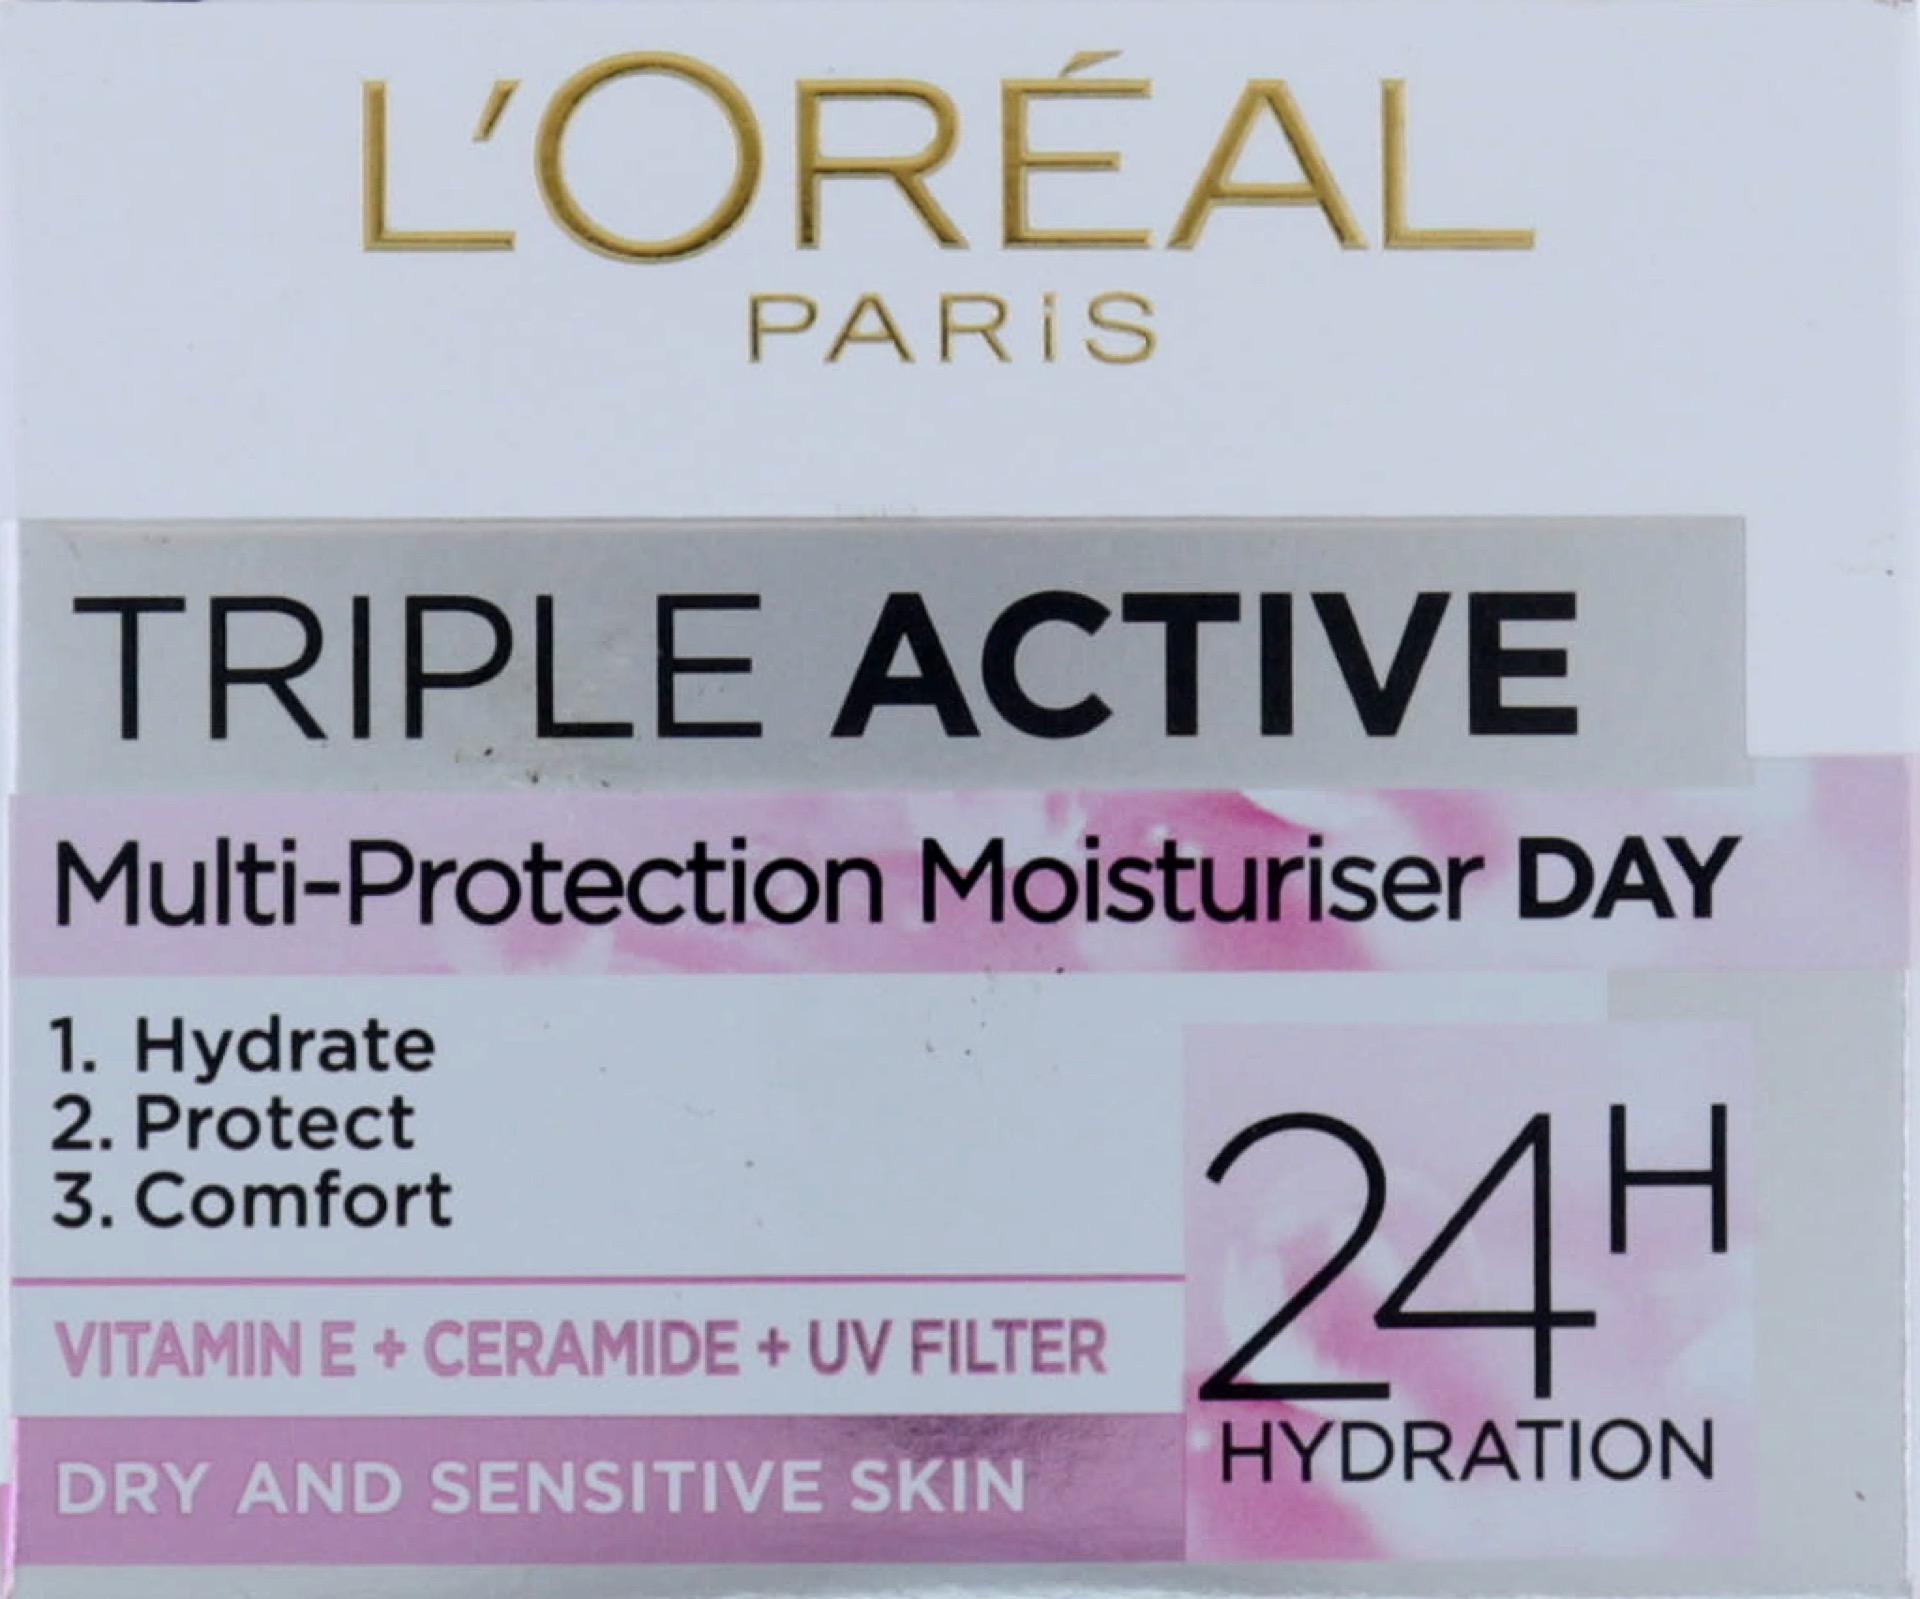 L'ORÉAL
PARiS
TRIPLE ACTIVE
Multi-Protection Moisturiser DAY
1. Hydrate
2. Protect
3. Comfort
VITAMIN E + CERAMIDE + UV FILTER
DRY AND SENSITIVE SKIN
24H
HYDRATION